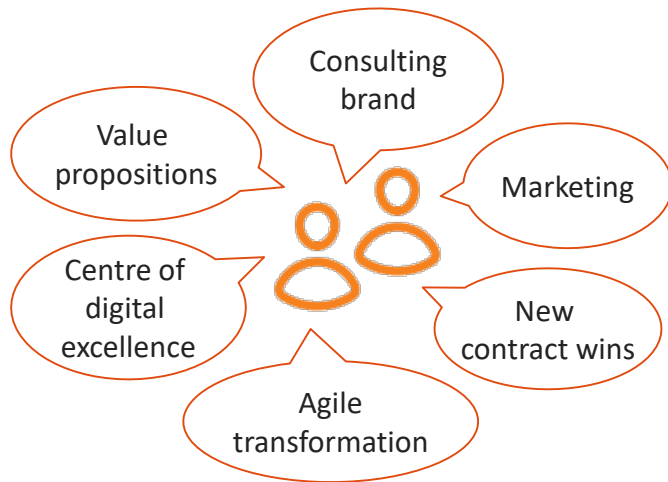 Consulting
brand
Value
propositions
Marketing
Centre of
digital
excellence
New
contract wins
Agile
transformation